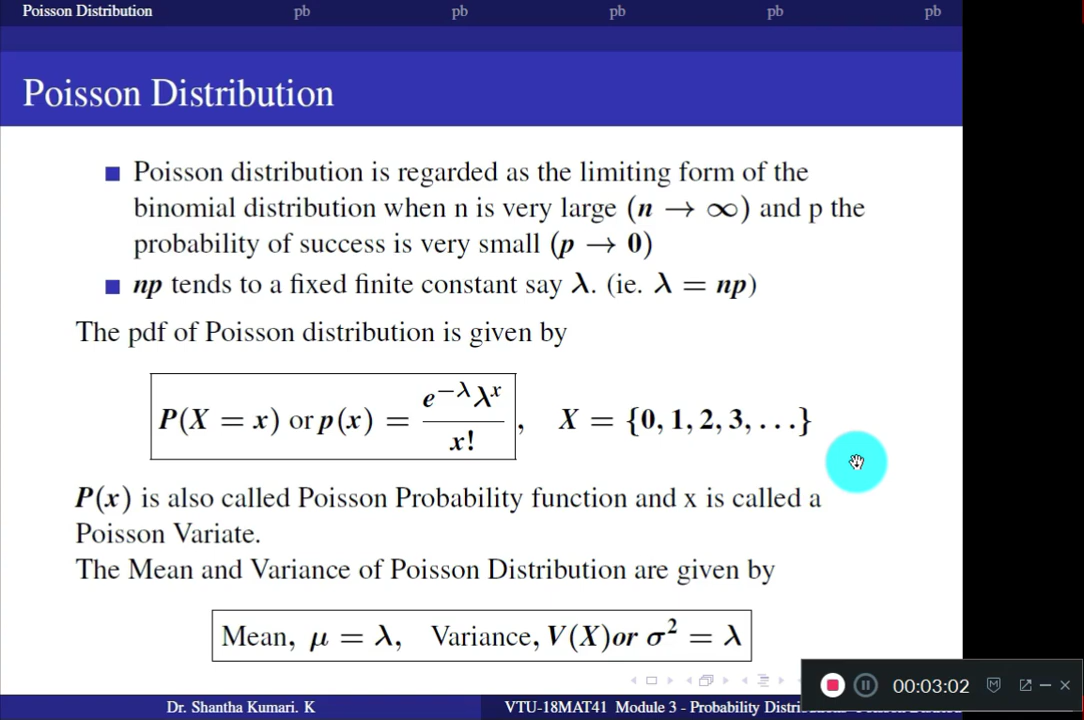 Poisson Distribution pb pb pb pb pb
Poisson Distribution
Poisson distribution is regarded as the limiting form of the
binomial distribution when n is very large (n → ∞) and p the
probability of success is very small (p → 0)
np tends to a fixed finite constant say λ. (ie. λ = np)
The pdf of Poisson distribution is given by
P(X = x) or p(x) = e^{−λ} λ^x / x! , X = {0, 1, 2, 3, . . .}
P(x) is also called Poisson Probability function and x is called a
Poisson Variate.
The Mean and Variance of Poisson Distribution are given by
Mean, μ = λ, Variance, V(X) or σ² = λ
00:03:02
Dr. Shantha Kumari. K VTU-18MAT41 Module 3 - Probability